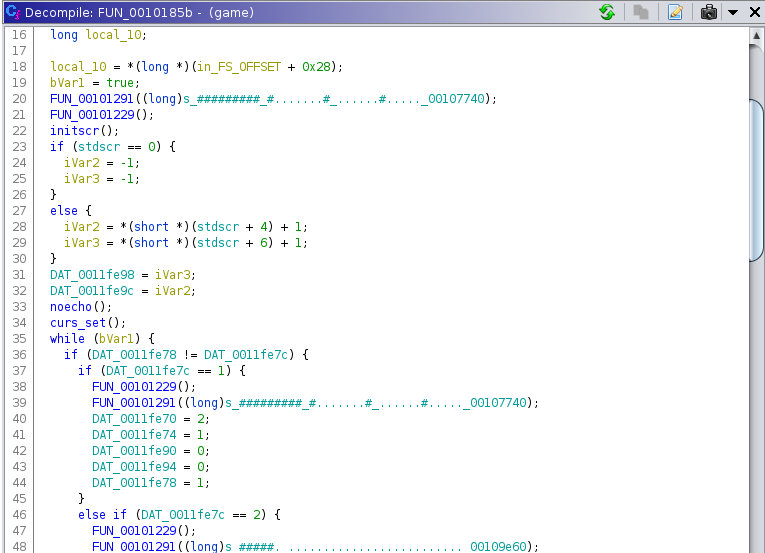 Decompile: FUN_0010185b - (game)
16 long local_10;
17
18 local_10 = *(long *)(in_FS_OFFSET + 0x28);
19 bVar1 = true;
20 FUN_00101291((long)s_#########_#.......#_......#....._00107740);
21 FUN_00101229();
22 initscr();
23 if (stdscr == 0) {
24 iVar2 = -1;
25 iVar3 = -1;
26 }
27 else {
28 iVar2 = *(short *)(stdscr + 4) + 1;
29 iVar3 = *(short *)(stdscr + 6) + 1;
30 }
31 DAT_0011fe98 = iVar3;
32 DAT_0011fe9c = iVar2;
33 noecho();
34 curs_set();
35 while (bVar1) {
36 if (DAT_0011fe78 != DAT_0011fe7c) {
37 if (DAT_0011fe7c == 1) {
38 FUN_00101229();
39 FUN_00101291((long)s_#########_#.......#_......#....._00107740);
40 DAT_0011fe70 = 2;
41 DAT_0011fe74 = 1;
42 DAT_0011fe90 = 0;
43 DAT_0011fe94 = 0;
44 DAT_0011fe78 = 1;
45 }
46 else if (DAT_0011fe7c == 2) {
47 FUN_00101229();
48 FUN_00101291((long)s_#####._........................_00109e60);